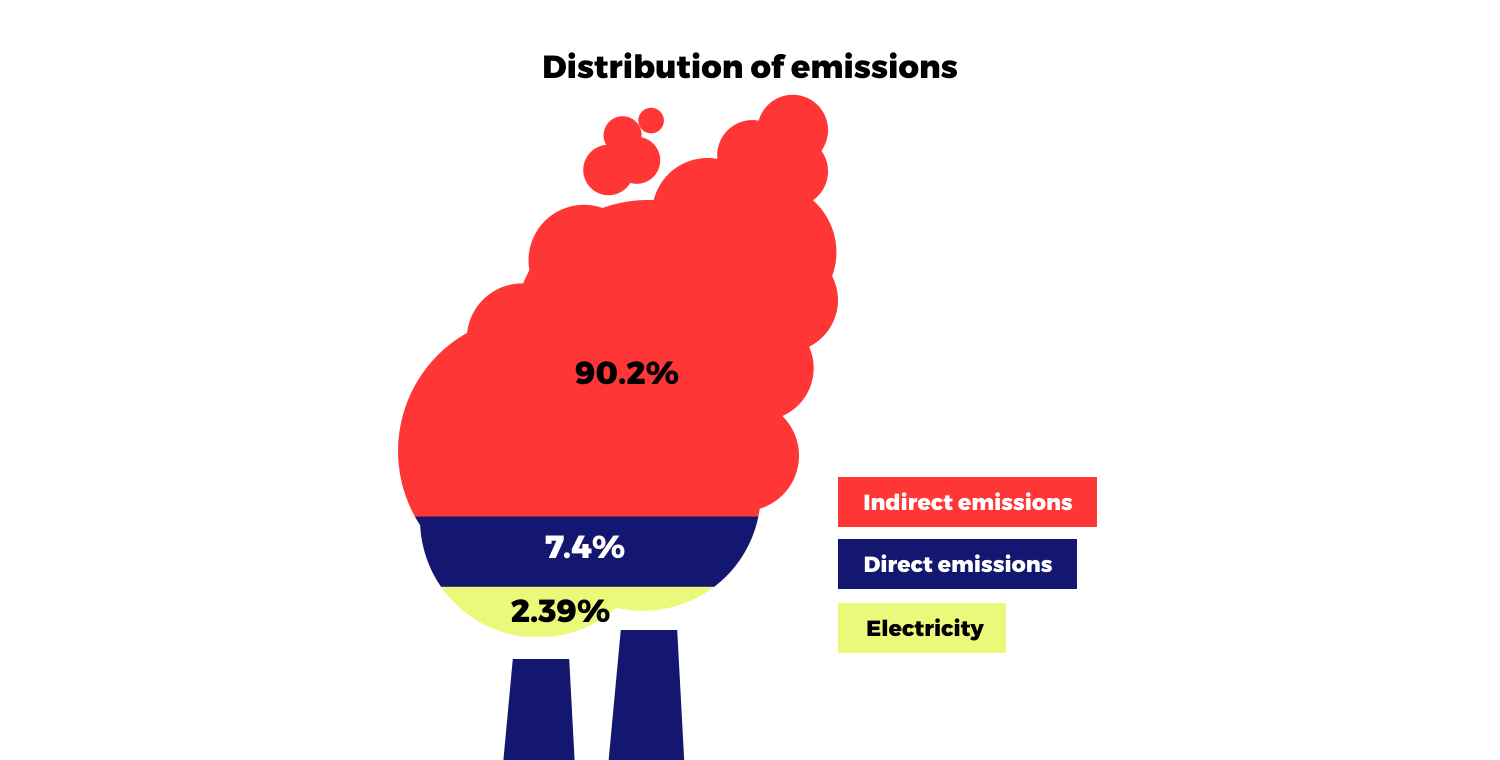 Distribution of emissions
90.2%
7.4%
2.39%
Indirect emissions
Direct emissions
Electricity